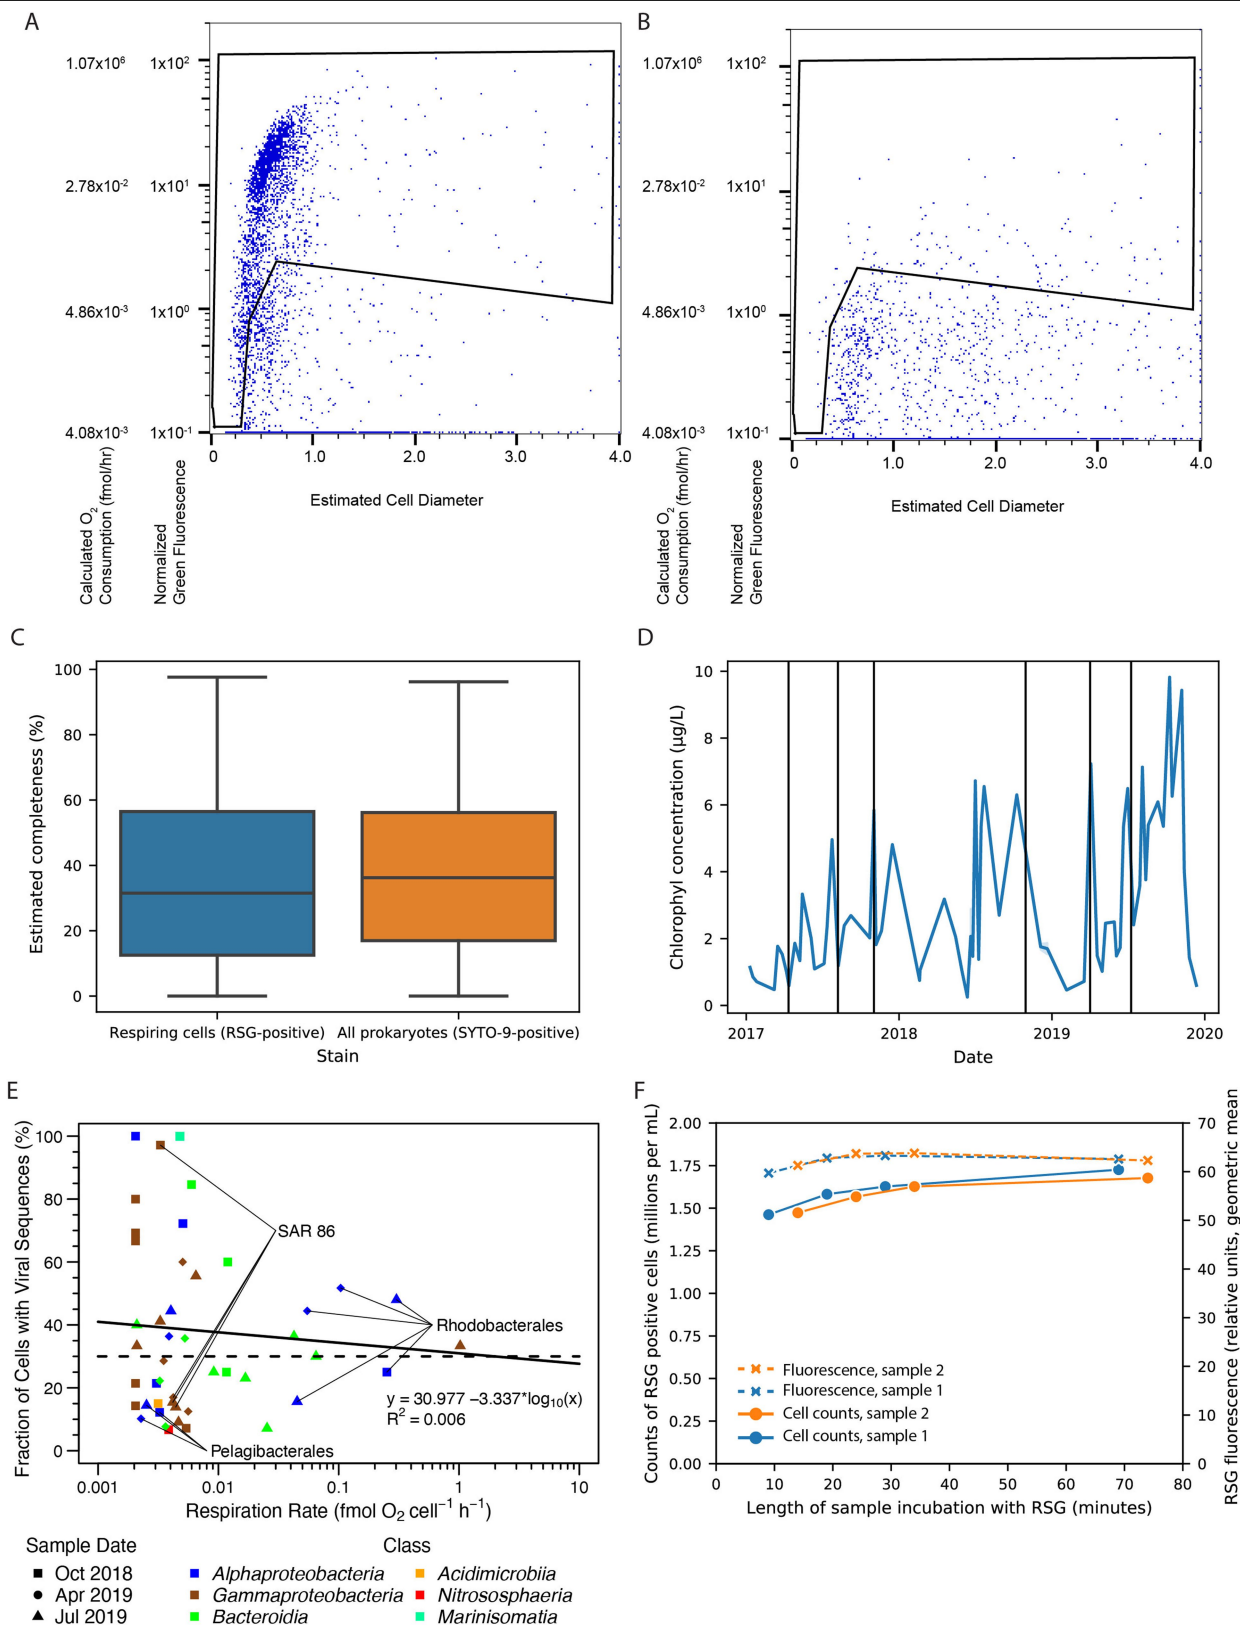 A
1.07x10⁶
2.78x10⁻²
4.86x10⁻³
4.08x10⁻³
1x10²
1x10¹
1x10⁰
1x10⁻¹
0
1.0
2.0
3.0
4.0
Estimated Cell Diameter
Calculated O₂
Consumption (fmol/hr)
Normalized
Green Fluorescence
B
1.07x10⁶
2.78x10⁻²
4.86x10⁻³
4.08x10⁻³
1x10²
1x10¹
1x10⁰
1x10⁻¹
0
1.0
2.0
3.0
4.0
Estimated Cell Diameter
Calculated O₂
Consumption (fmol/hr)
Normalized
Green Fluorescence
C
100
80
60
40
20
0
Estimated completeness (%)
Respiring cells (RSG-positive)
All prokaryotes (SYTO-9-positive)
Stain
D
10
8
6
4
2
0
Chlorophyl concentration (µg/L)
2017
2018
2019
2020
Date
E
100
80
60
40
20
0
Fraction of Cells with Viral Sequences (%)
SAR 86
Rhodobacterales
y = 30.977 −3.337*log₁₀(x)
R² = 0.006
Pelagibacterales
0.001
0.01
0.1
1
10
Respiration Rate (fmol O₂ cell⁻¹ h⁻¹)
Sample Date
Oct 2018
Apr 2019
Jul 2019
Class
Alphaproteobacteria
Gammaproteobacteria
Bacteroidia
Acidimicrobiia
Nitrososphaeria
Marinisomatia
F
2.00
1.75
1.50
1.25
1.00
0.75
0.50
0.25
0.00
Counts of RSG positive cells (millions per mL)
70
60
50
40
30
20
10
0
RSG fluorescence (relative units, geometric mean
Fluorescence, sample 2
Fluorescence, sample 1
Cell counts, sample 2
Cell counts, sample 1
0
10
20
30
40
50
60
70
80
Length of sample incubation with RSG (minutes)